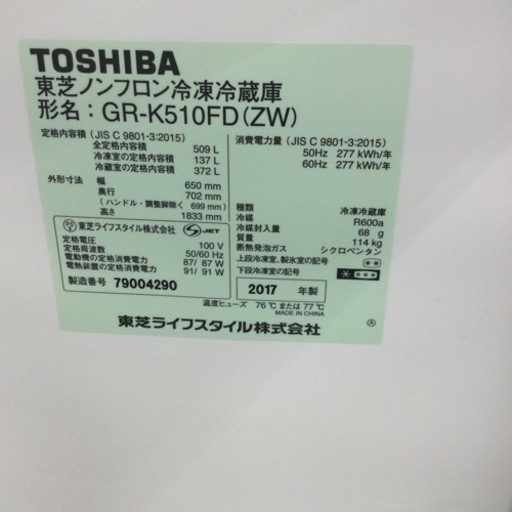 TOSHIBA
東芝ノンフロン冷凍冷蔵庫
形名：GR-K510FD(ZW)
定格内容積 (JIS C 9801-3:2015)
全定格内容積 509 L
冷凍室の定格内容積 137 L
冷蔵室の定格内容積 372 L
外形寸法 幅 650 mm
奥行 702 mm
(ハンドル・調整脚除く 699 mm)
高さ 1833 mm
東芝ライフスタイル株式会社 JET
定格電圧 100 V
定格周波数 50/60 Hz
電動機の定格消費電力 87/ 87 W
電熱装置の定格消費電力 91/ 91 W
製造番号 79004290
消費電力量 (JIS C 9801-3:2015)
50Hz 277 kWh/年
60Hz 277 kWh/年
種類 冷凍冷蔵庫
冷媒 R600a
冷媒封入量 68 g
質量 114 kg
断熱発泡ガス シクロペンタン
上段冷凍室、製氷室の記号
下段冷凍室の記号
2017 年製
温度ヒューズ 76℃ または 77℃
MADE IN CHINA
東芝ライフスタイル株式会社
Ⓐ